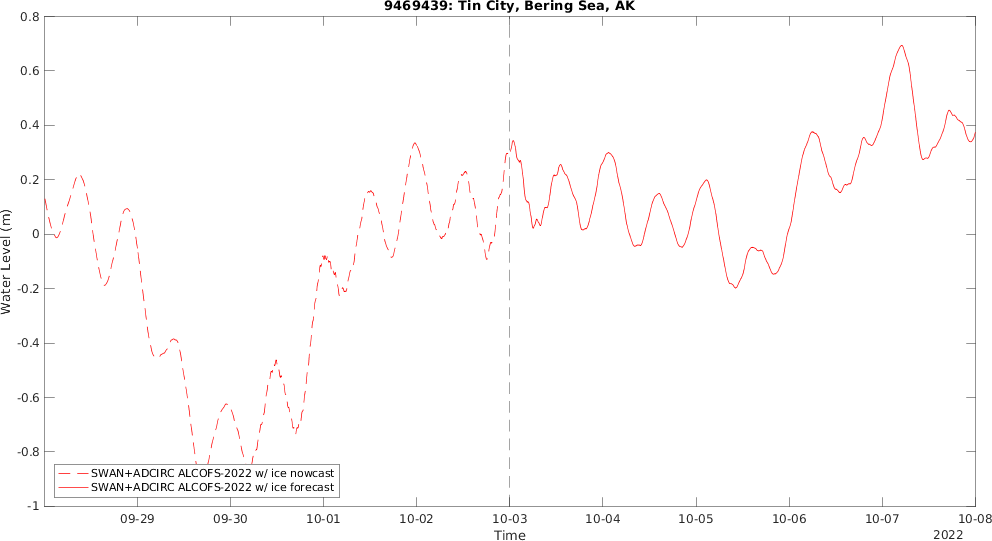 9469439: Tin City, Bering Sea, AK
0.8
0.6
0.4
0.2
0
-0.2
-0.4
-0.6
-0.8
-1
Water Level (m)
SWAN+ADCIRC ALCOFS-2022 w/ ice nowcast
SWAN+ADCIRC ALCOFS-2022 w/ ice forecast
09-29 09-30 10-01 10-02 10-03 10-04 10-05 10-06 10-07 10-08
Time
2022